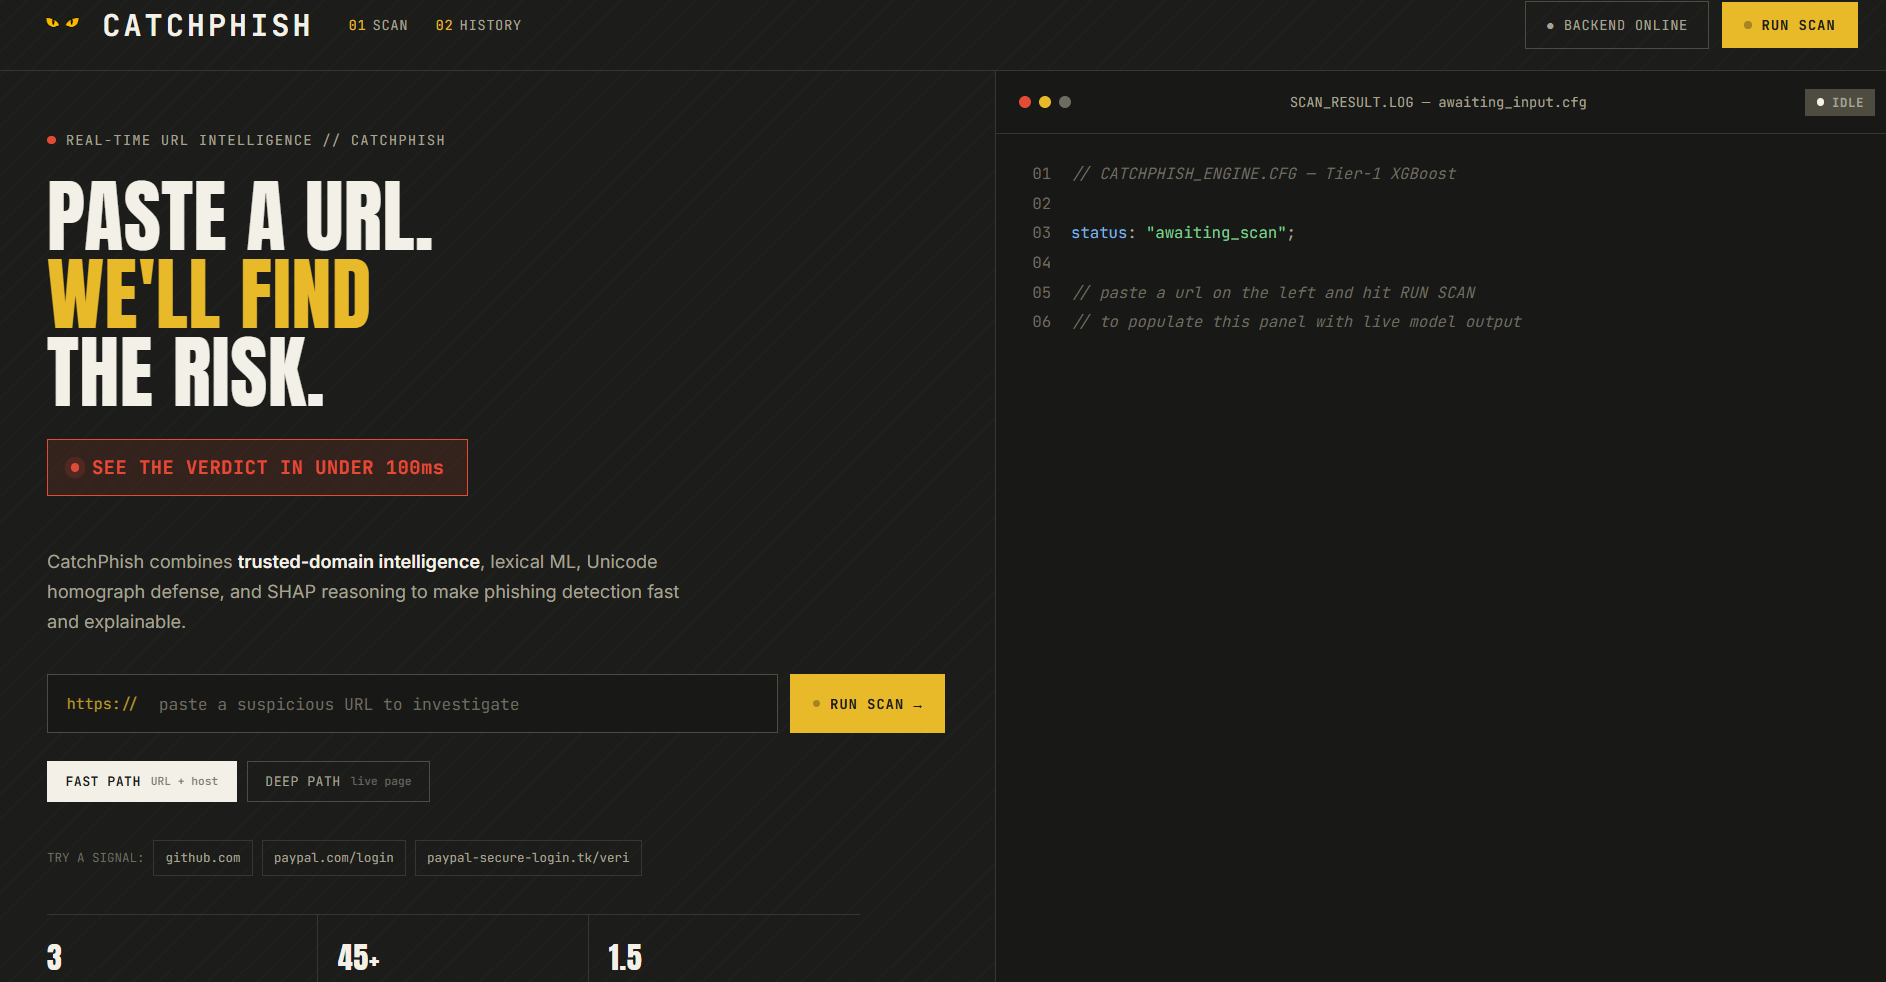 CATCHPHISH
01 SCAN
02 HISTORY
BACKEND ONLINE
RUN SCAN
REAL-TIME URL INTELLIGENCE // CATCHPHISH
PASTE A URL.
WE'LL FIND
THE RISK.
SEE THE VERDICT IN UNDER 100ms
CatchPhish combines trusted-domain intelligence, lexical ML, Unicode
homograph defense, and SHAP reasoning to make phishing detection fast
and explainable.
https:// paste a suspicious URL to investigate
RUN SCAN →
FAST PATH URL + host
DEEP PATH live page
TRY A SIGNAL:
github.com
paypal.com/login
paypal-secure-login.tk/veri
3
45+
1.5
SCAN_RESULT.LOG — awaiting_input.cfg
IDLE
01 // CATCHPHISH_ENGINE.CFG — Tier-1 XGBoost
02
03 status: "awaiting_scan";
04
05 // paste a url on the left and hit RUN SCAN
06 // to populate this panel with live model output